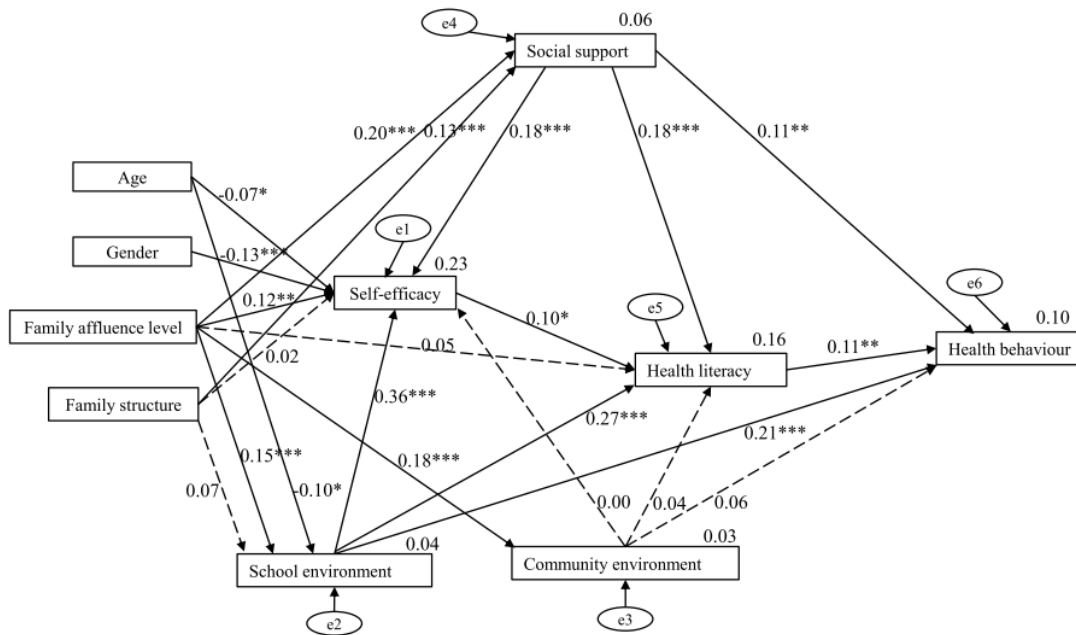 e4
0.06
Social support
0.20***
0.13***
0.18***
0.18***
0.11**
Age
-0.07*
e1
Gender
-0.13***
0.23
e6
Self-efficacy
e5
0.12**
Family affluence level
0.10*
0.10
0.05
0.16
0.11**
Health behaviour
0.02
Health literacy
Family structure
0.36***
0.27***
0.21***
0.15***
0.18***
0.07
-0.10*
0.00
0.04
0.06
0.04
0.03
School environment
Community environment
e2
e3